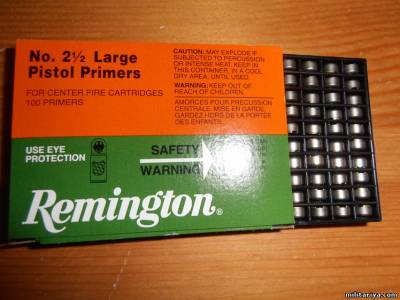 No. 2½ Large
Pistol Primers
FOR CENTER FIRE CARTRIDGES
100 PRIMERS
CAUTION: MAY EXPLODE IF
SUBJECTED TO PERCUSSION
OR INTENSE HEAT. KEEP IN
THIS CONTAINER, IN A COOL
DRY AREA, UNTIL USED.
WARNING: KEEP OUT OF
REACH OF CHILDREN.
AMORCES POUR PERCUSSION
CENTRALE. MISE EN GARDE
GARDEZ HORS DE LA PORTÉE
DES ENFANTS.
USE EYE
PROTECTION
SAFETY
WARNING
Remington
militariya.com